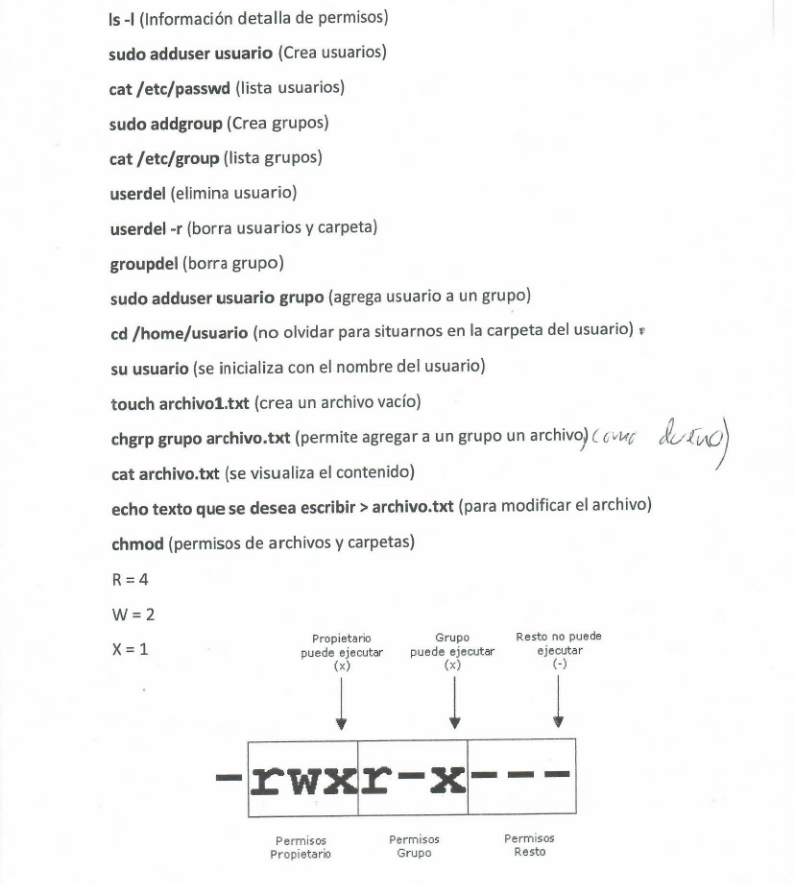 ls -l (Información detalla de permisos)
sudo adduser usuario (Crea usuarios)
cat /etc/passwd (lista usuarios)
sudo addgroup (Crea grupos)
cat /etc/group (lista grupos)
userdel (elimina usuario)
userdel -r (borra usuarios y carpeta)
groupdel (borra grupo)
sudo adduser usuario grupo (agrega usuario a un grupo)
cd /home/usuario (no olvidar para situarnos en la carpeta del usuario)
su usuario (se inicializa con el nombre del usuario)
touch archivo1.txt (crea un archivo vacío)
chgrp grupo archivo.txt (permite agregar a un grupo un archivo) (como dueño)
cat archivo.txt (se visualiza el contenido)
echo texto que se desea escribir > archivo.txt (para modificar el archivo)
chmod (permisos de archivos y carpetas)
R = 4
W = 2
X = 1
Propietario puede ejecutar (x)
Grupo puede ejecutar (x)
Resto no puede ejecutar (-)
-rwxr-x---
Permisos Propietario
Permisos Grupo
Permisos Resto